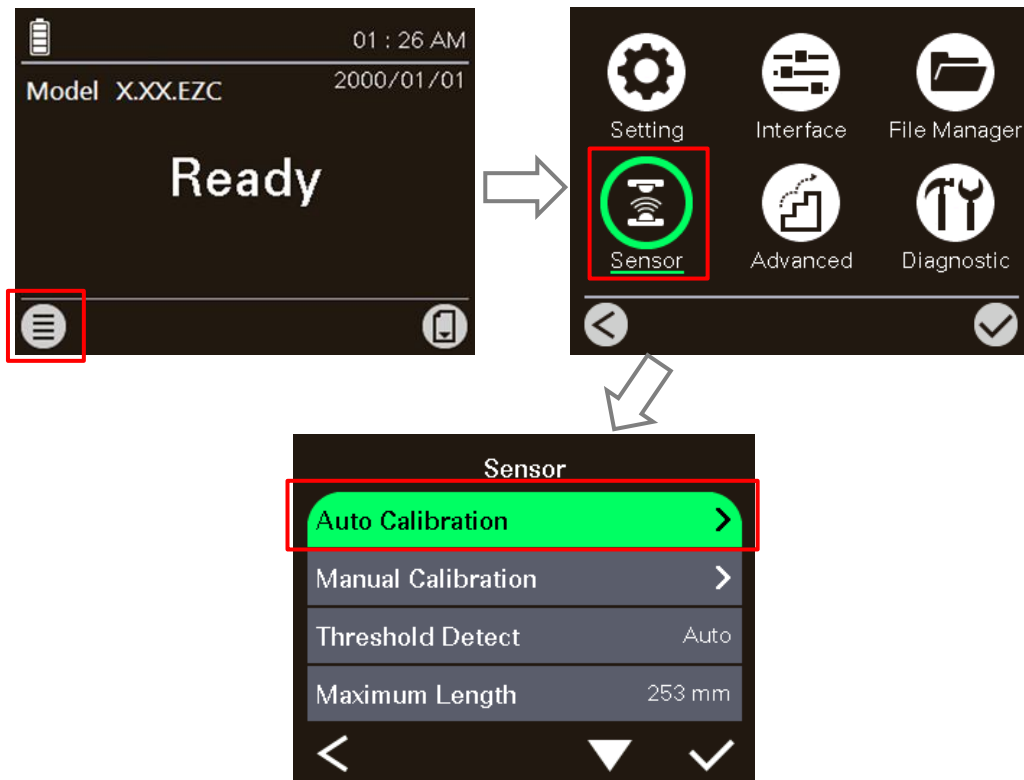 01 : 26 AM
2000/01/01
Model X.XX.EZC
Ready
Setting Interface File Manager
Sensor Advanced Diagnostic
Sensor
Auto Calibration
Manual Calibration
Threshold Detect Auto
Maximum Length 253 mm